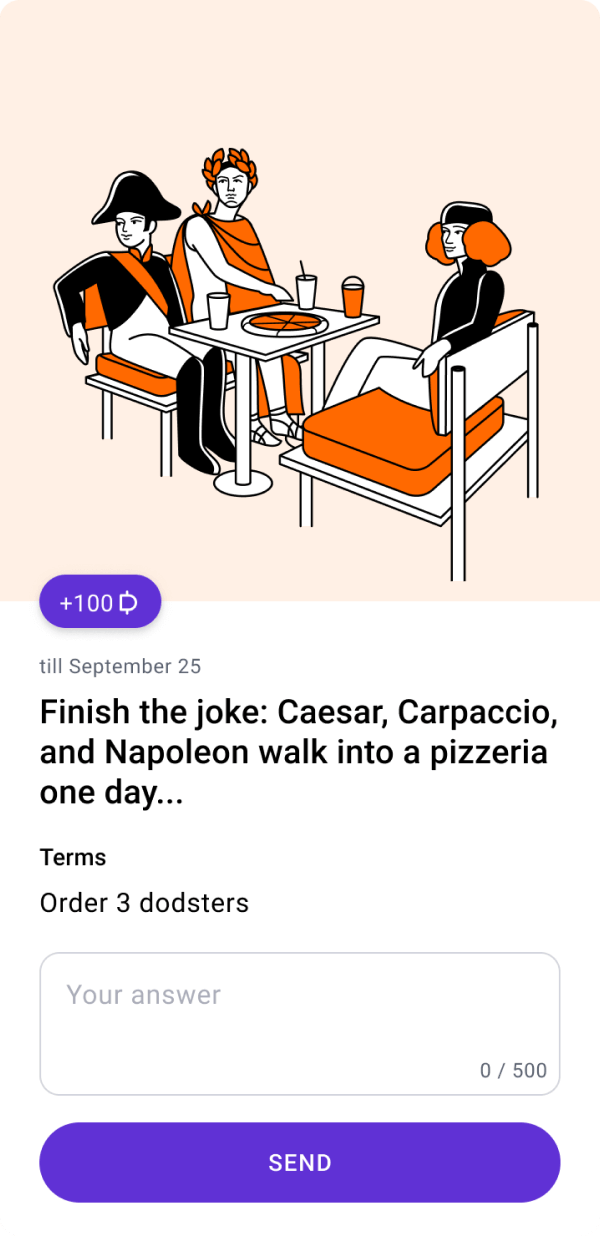 +100
till September 25
Finish the joke: Caesar, Carpaccio,
and Napoleon walk into a pizzeria
one day...
Terms
Order 3 dodsters
Your answer
0 / 500
SEND